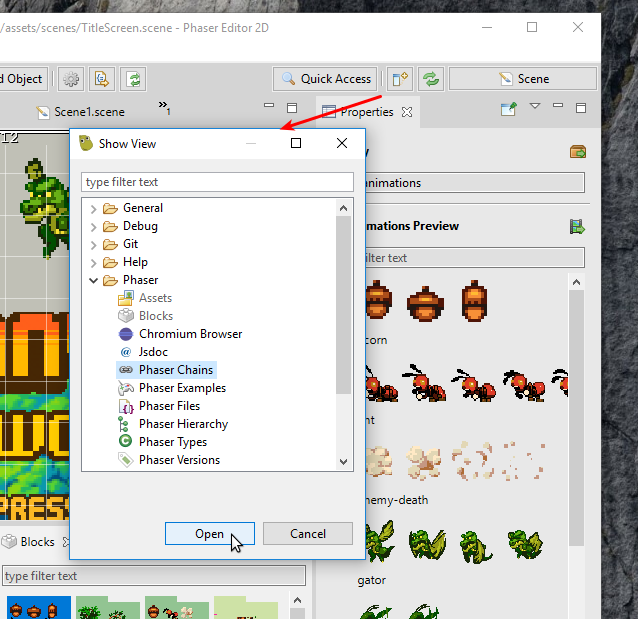 /assets/scenes/TitleScreen.scene - Phaser Editor 2D
d Object
Quick Access
Scene
Scene1.scene
»1
Properties
12
Show View
y
type filter text
animations
General
Debug
mations Preview
Git
filter text
Help
Phaser
Assets
Blocks
Chromium Browser
corn
Jsdoc
Phaser Chains
Phaser Examples
Phaser Files
nt
Phaser Hierarchy
Phaser Types
Phaser Versions
nemy-death
PRESS
Open
Cancel
Blocks
type filter text
gator